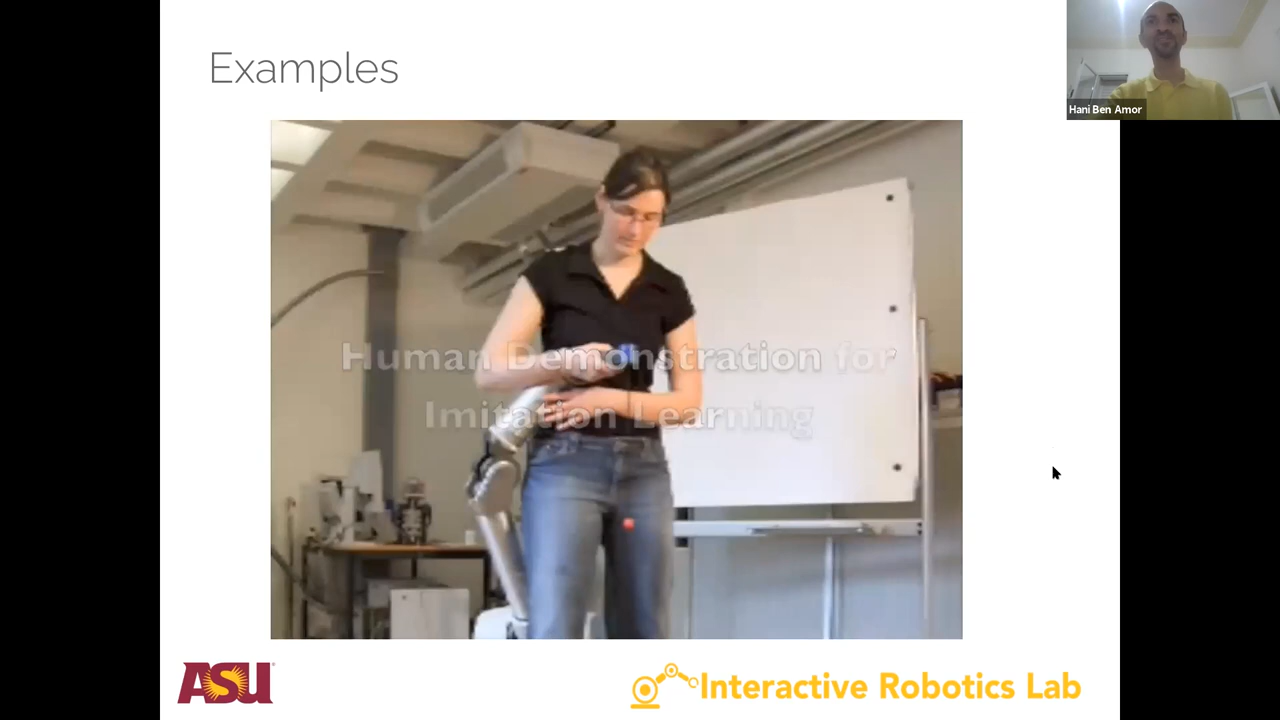 Examples
Hani Ben Amor
Human Demonstration for
Imitation Learning
ASU
Interactive Robotics Lab